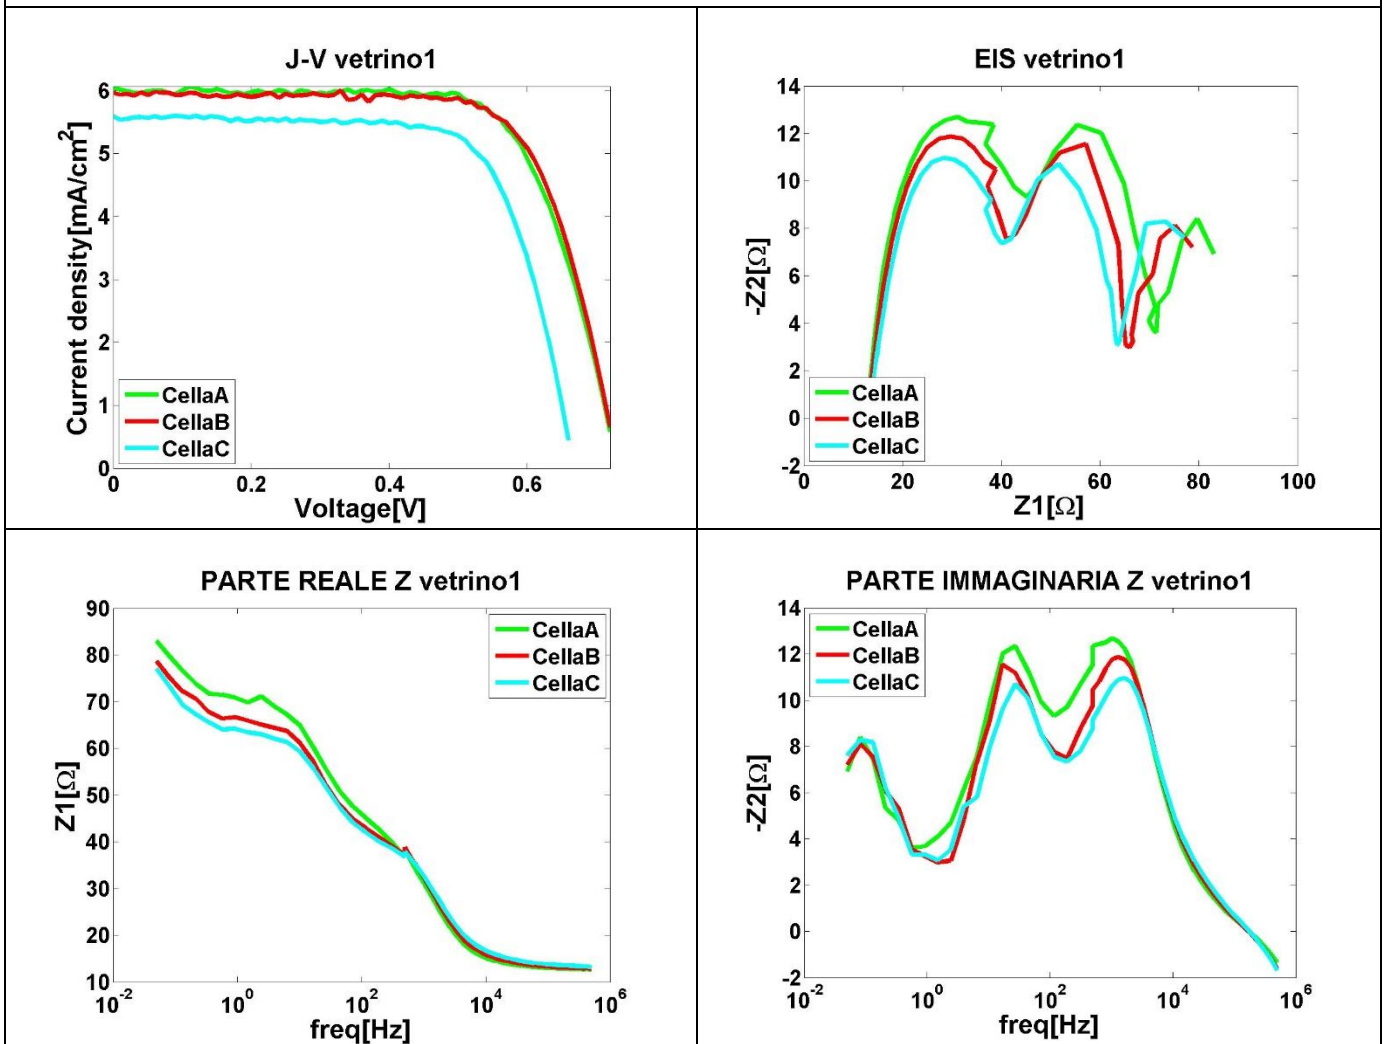 J-V vetrino1
6
5
4
3
2
1
0
Current density[mA/cm²]
CellaA
CellaB
CellaC
0 0.2 0.4 0.6
Voltage[V]
EIS vetrino1
14
12
10
8
6
4
2
0
-2
-Z2[Ω]
CellaA
CellaB
CellaC
0 20 40 60 80 100
Z1[Ω]
PARTE REALE Z vetrino1
90
80
70
60
50
40
30
20
10
Z1[Ω]
CellaA
CellaB
CellaC
10⁻² 10⁰ 10² 10⁴ 10⁶
freq[Hz]
PARTE IMMAGINARIA Z vetrino1
14
12
10
8
6
4
2
0
-2
-Z2[Ω]
CellaA
CellaB
CellaC
10⁻² 10⁰ 10² 10⁴ 10⁶
freq[Hz]